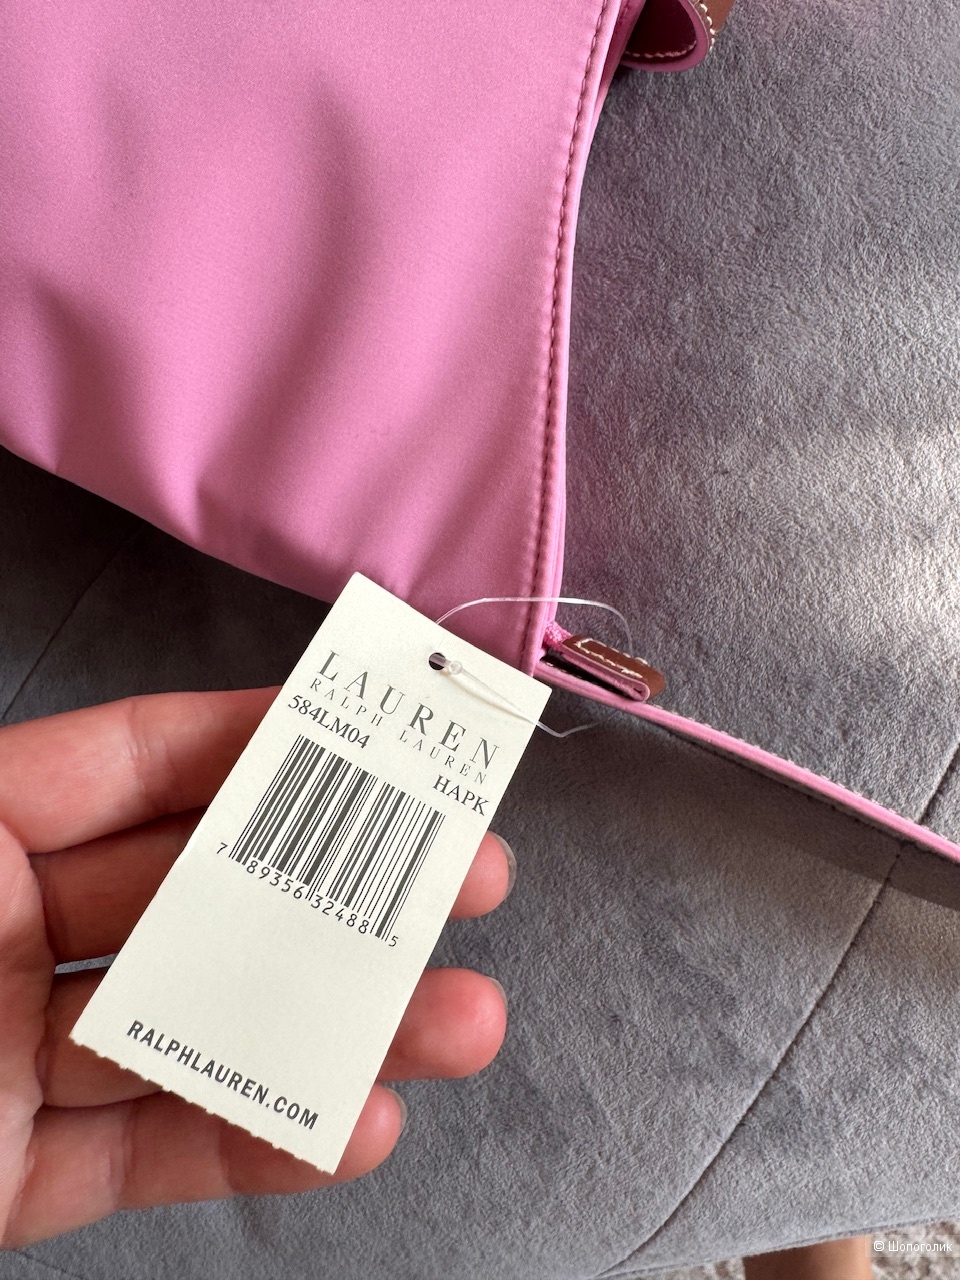 LAUREN
RALPH LAUREN
584LM04
HAPK
7 89356 32488 5
RALPHLAUREN.COM
© Шопоголик